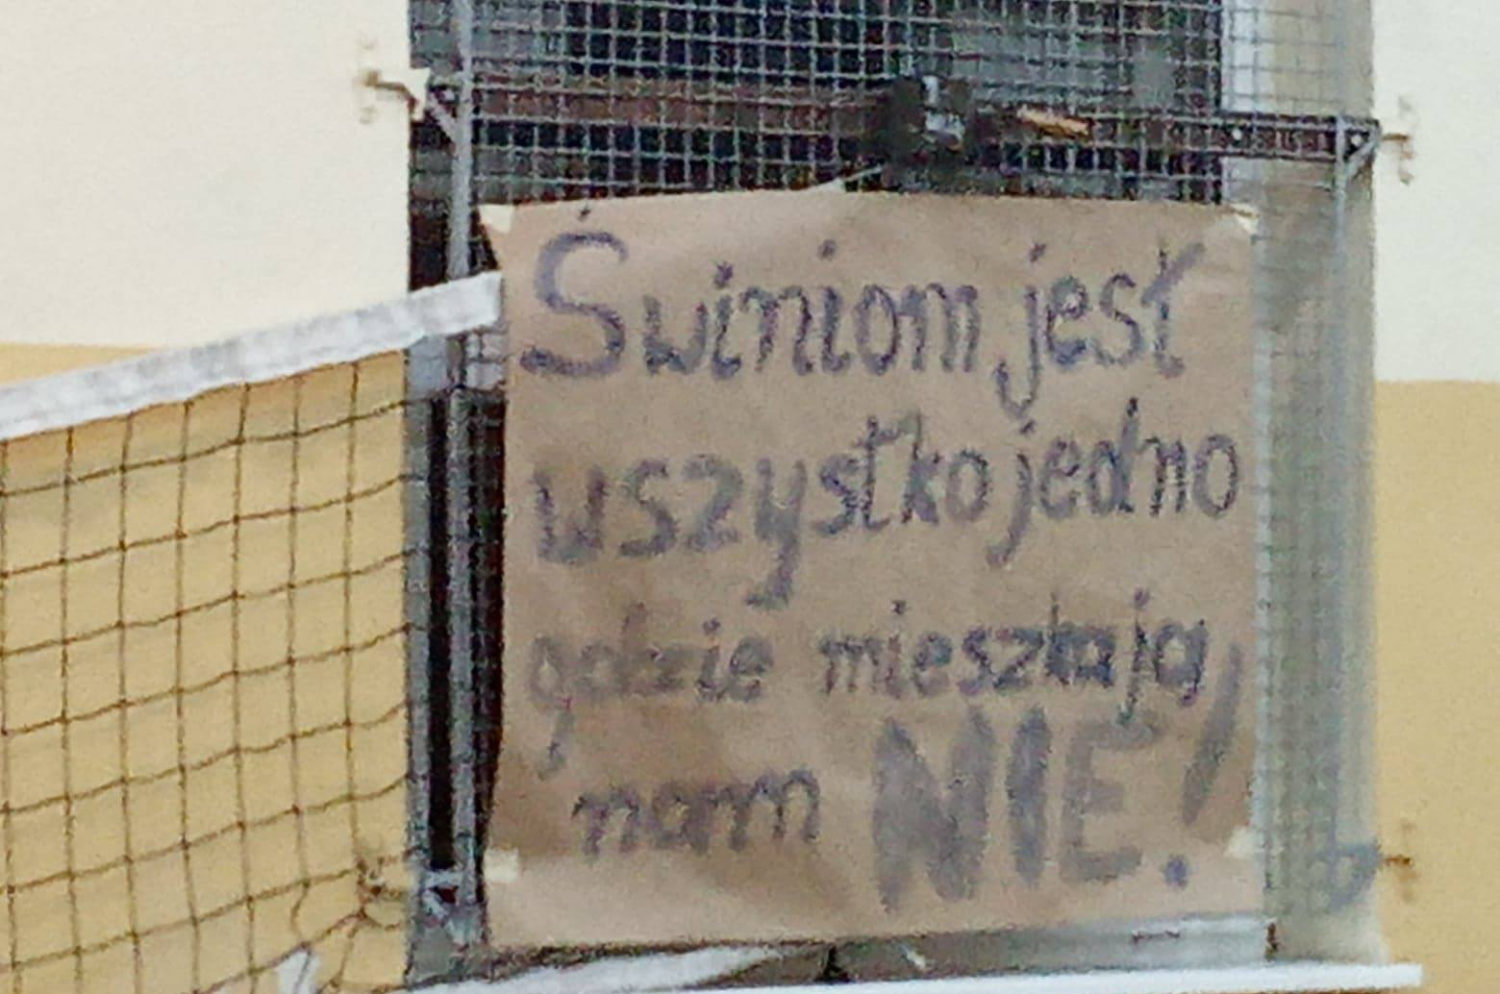 Świniom jest
wszystko jedno
gdzie mieszkają
nam NIE!